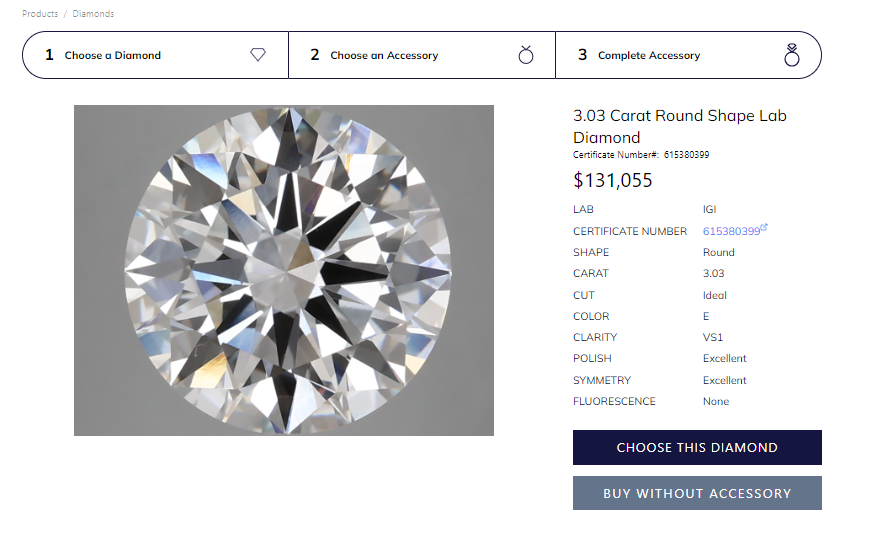 Products / Diamonds
1 Choose a Diamond
2 Choose an Accessory
3 Complete Accessory
3.03 Carat Round Shape Lab
Diamond
Certificate Number#: 615380399
$131,055
LAB IGI
CERTIFICATE NUMBER 615380399
SHAPE Round
CARAT 3.03
CUT Ideal
COLOR E
CLARITY VS1
POLISH Excellent
SYMMETRY Excellent
FLUORESCENCE None
CHOOSE THIS DIAMOND
BUY WITHOUT ACCESSORY